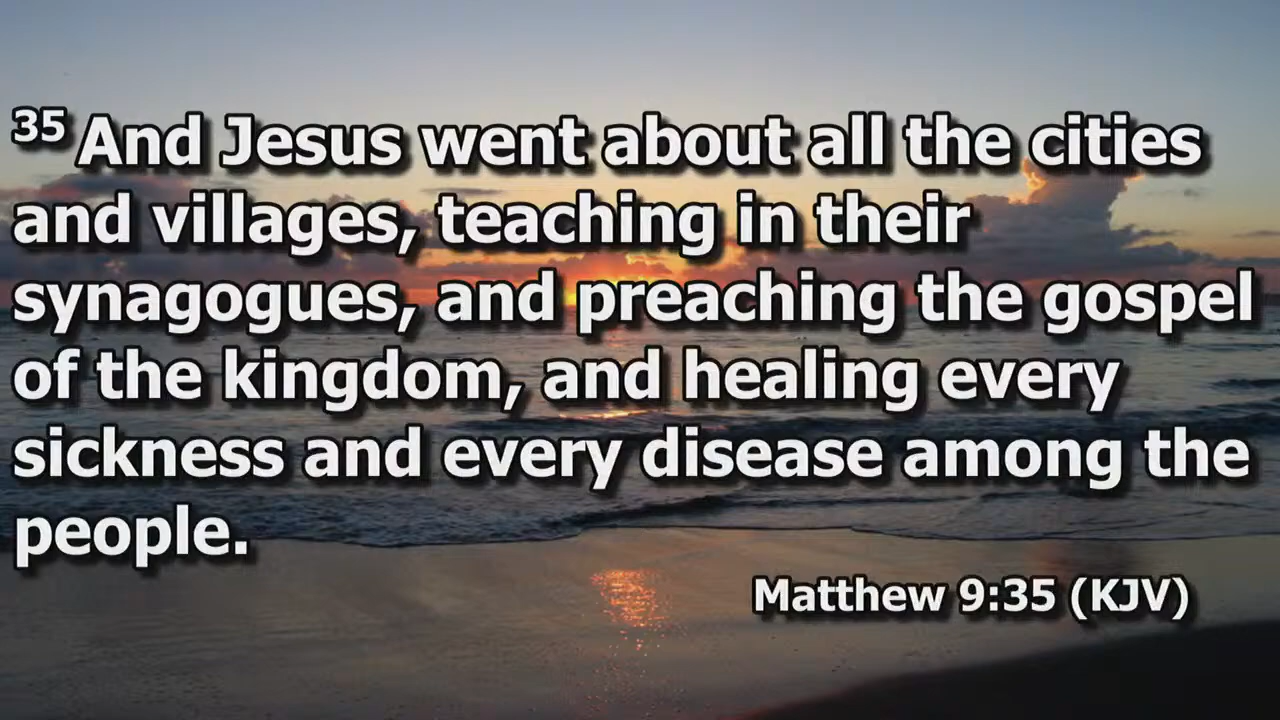 35 And Jesus went about all the cities
and villages, teaching in their
synagogues, and preaching the gospel
of the kingdom, and healing every
sickness and every disease among the
people.
Matthew 9:35 (KJV)